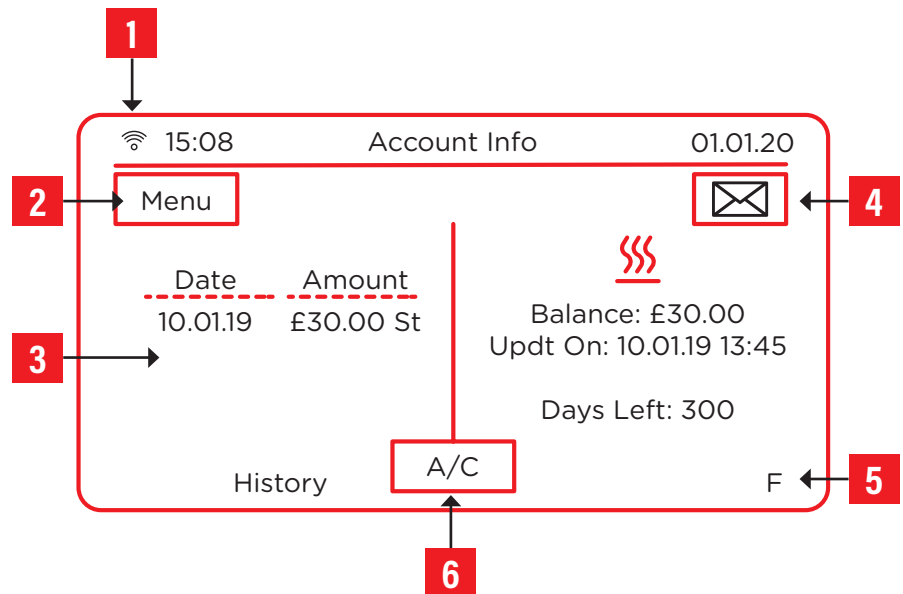 1
15:08 Account Info 01.01.20
2 Menu 4
Date Amount
10.01.19 £30.00 St
3
Balance: £30.00
Updt On: 10.01.19 13:45
Days Left: 300
History A/C F 5
6